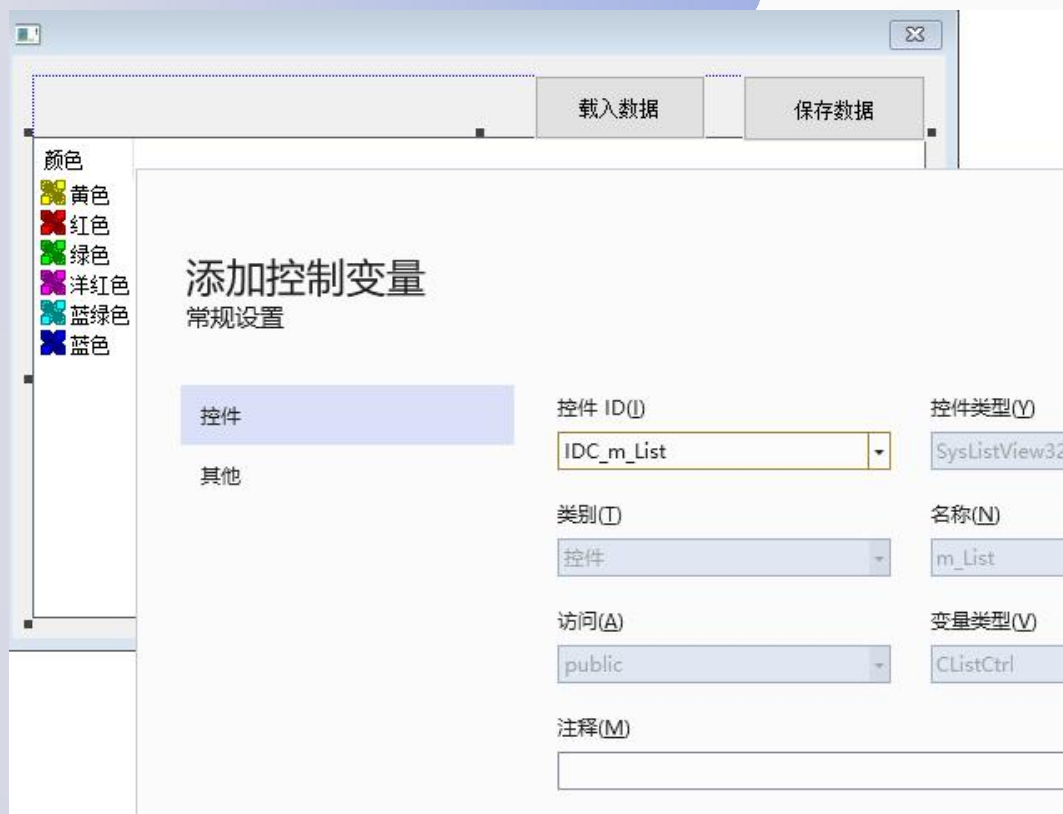 载入数据
保存数据
颜色
黄色
红色
绿色
洋红色
蓝绿色
蓝色
添加控制变量
常规设置
控件
其他
控件 ID(I)
控件类型(Y)
IDC_m_List
SysListView32
类别(T)
名称(N)
控件
m_List
访问(A)
变量类型(V)
public
CListCtrl
注释(M)